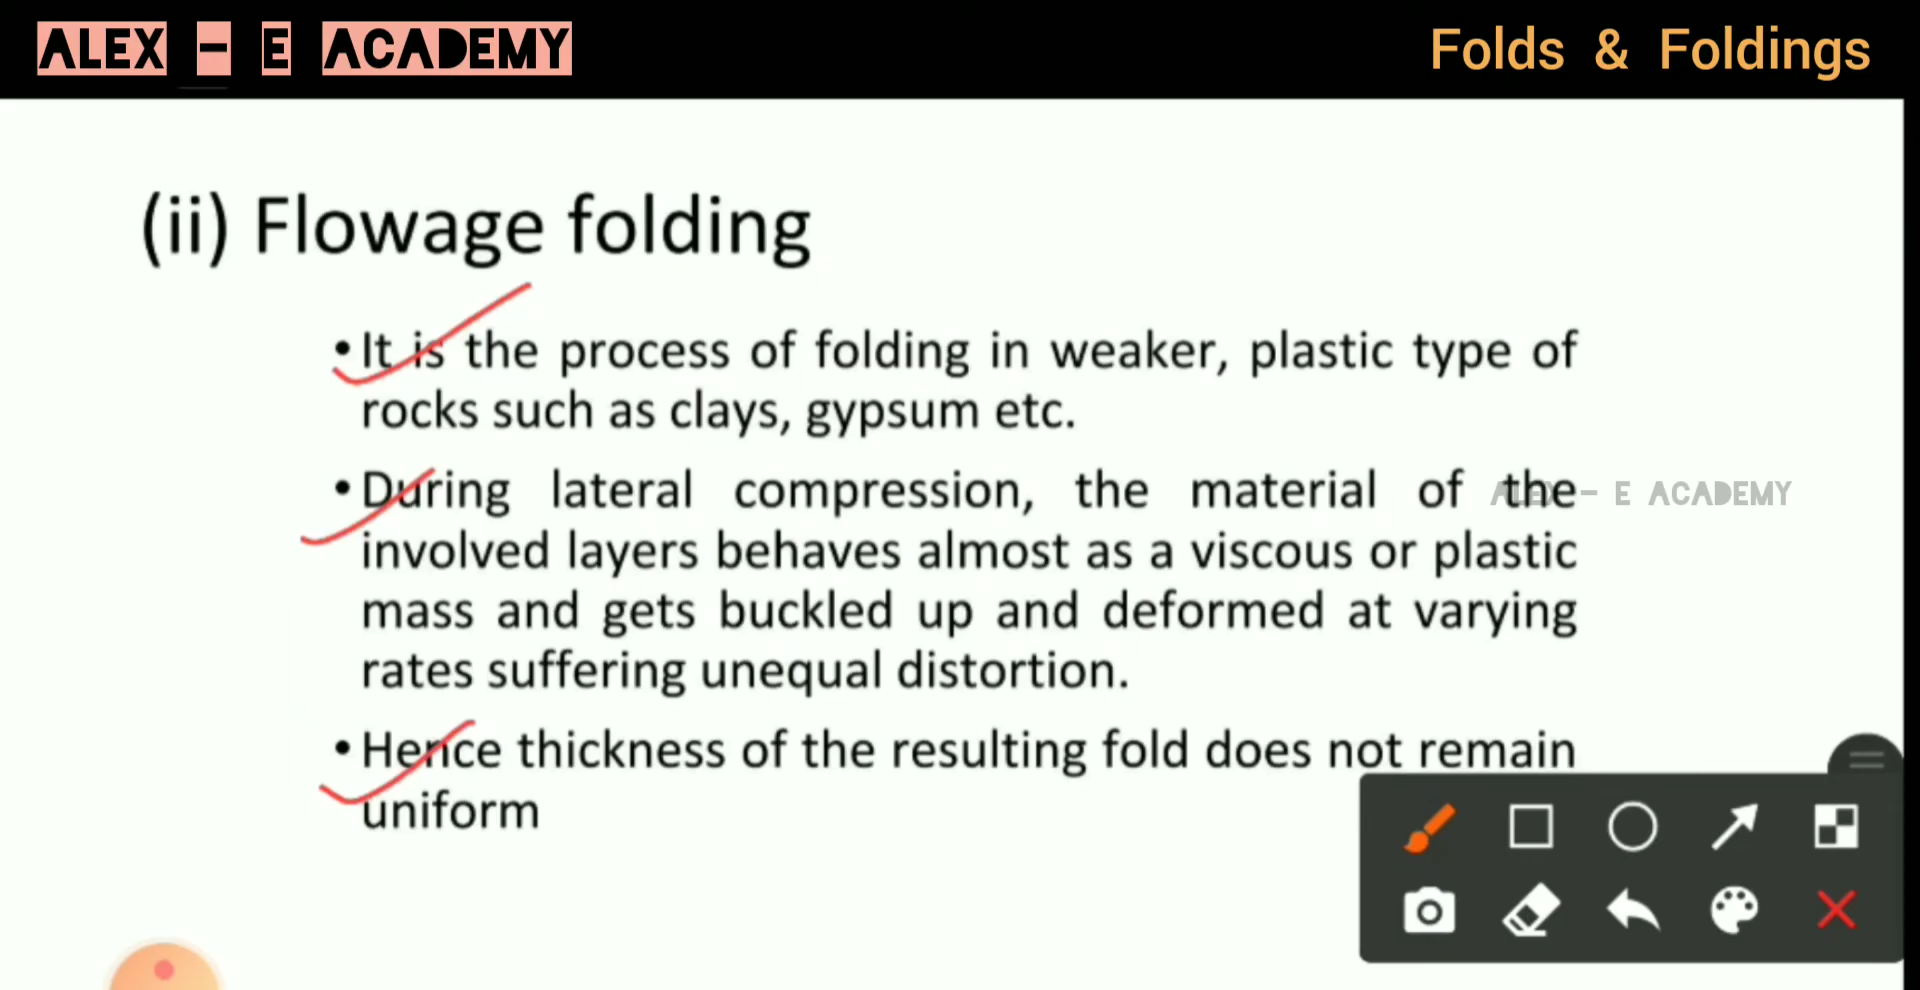 ALEX - E ACADEMY
Folds & Foldings
(ii) Flowage folding
•It is the process of folding in weaker, plastic type of
rocks such as clays, gypsum etc.
•During lateral compression, the material of the
involved layers behaves almost as a viscous or plastic
mass and gets buckled up and deformed at varying
rates suffering unequal distortion.
•Hence thickness of the resulting fold does not remain
uniform
ALEX - E ACADEMY